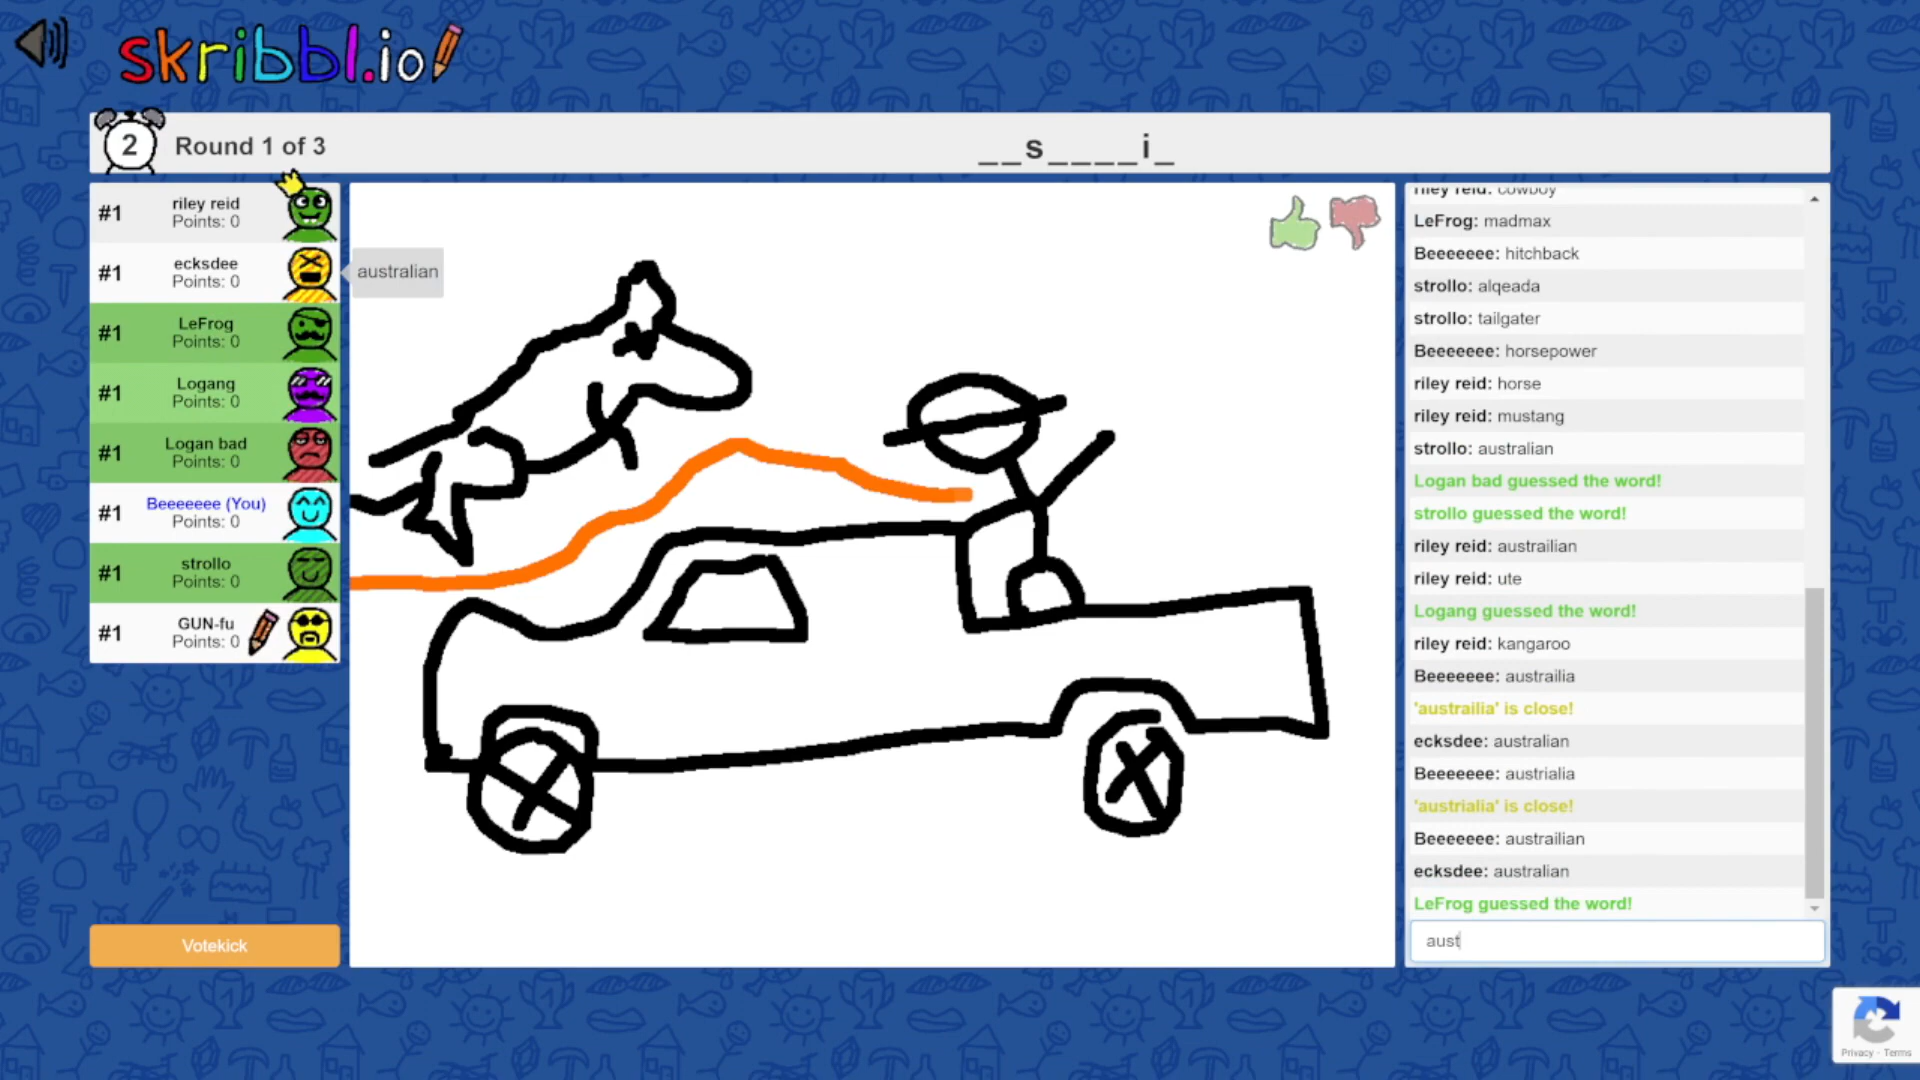 skribbl.io
2
Round 1 of 3
__s____i_
#1 riley reid
Points: 0
#1 ecksdee
Points: 0
australian
#1 LeFrog
Points: 0
#1 Logang
Points: 0
#1 Logan bad
Points: 0
#1 Beeeeeee (You)
Points: 0
#1 strollo
Points: 0
#1 GUN-fu
Points: 0
Votekick
riley reid: cowboy
LeFrog: madmax
Beeeeeee: hitchback
strollo: alqeada
strollo: tailgater
Beeeeeee: horsepower
riley reid: horse
riley reid: mustang
strollo: australian
Logan bad guessed the word!
strollo guessed the word!
riley reid: austrailian
riley reid: ute
Logang guessed the word!
riley reid: kangaroo
Beeeeeee: austrailia
'austrailia' is close!
ecksdee: australian
Beeeeeee: austrialia
'austrialia' is close!
Beeeeeee: austrailian
ecksdee: australian
LeFrog guessed the word!
aust
Privacy - Terms